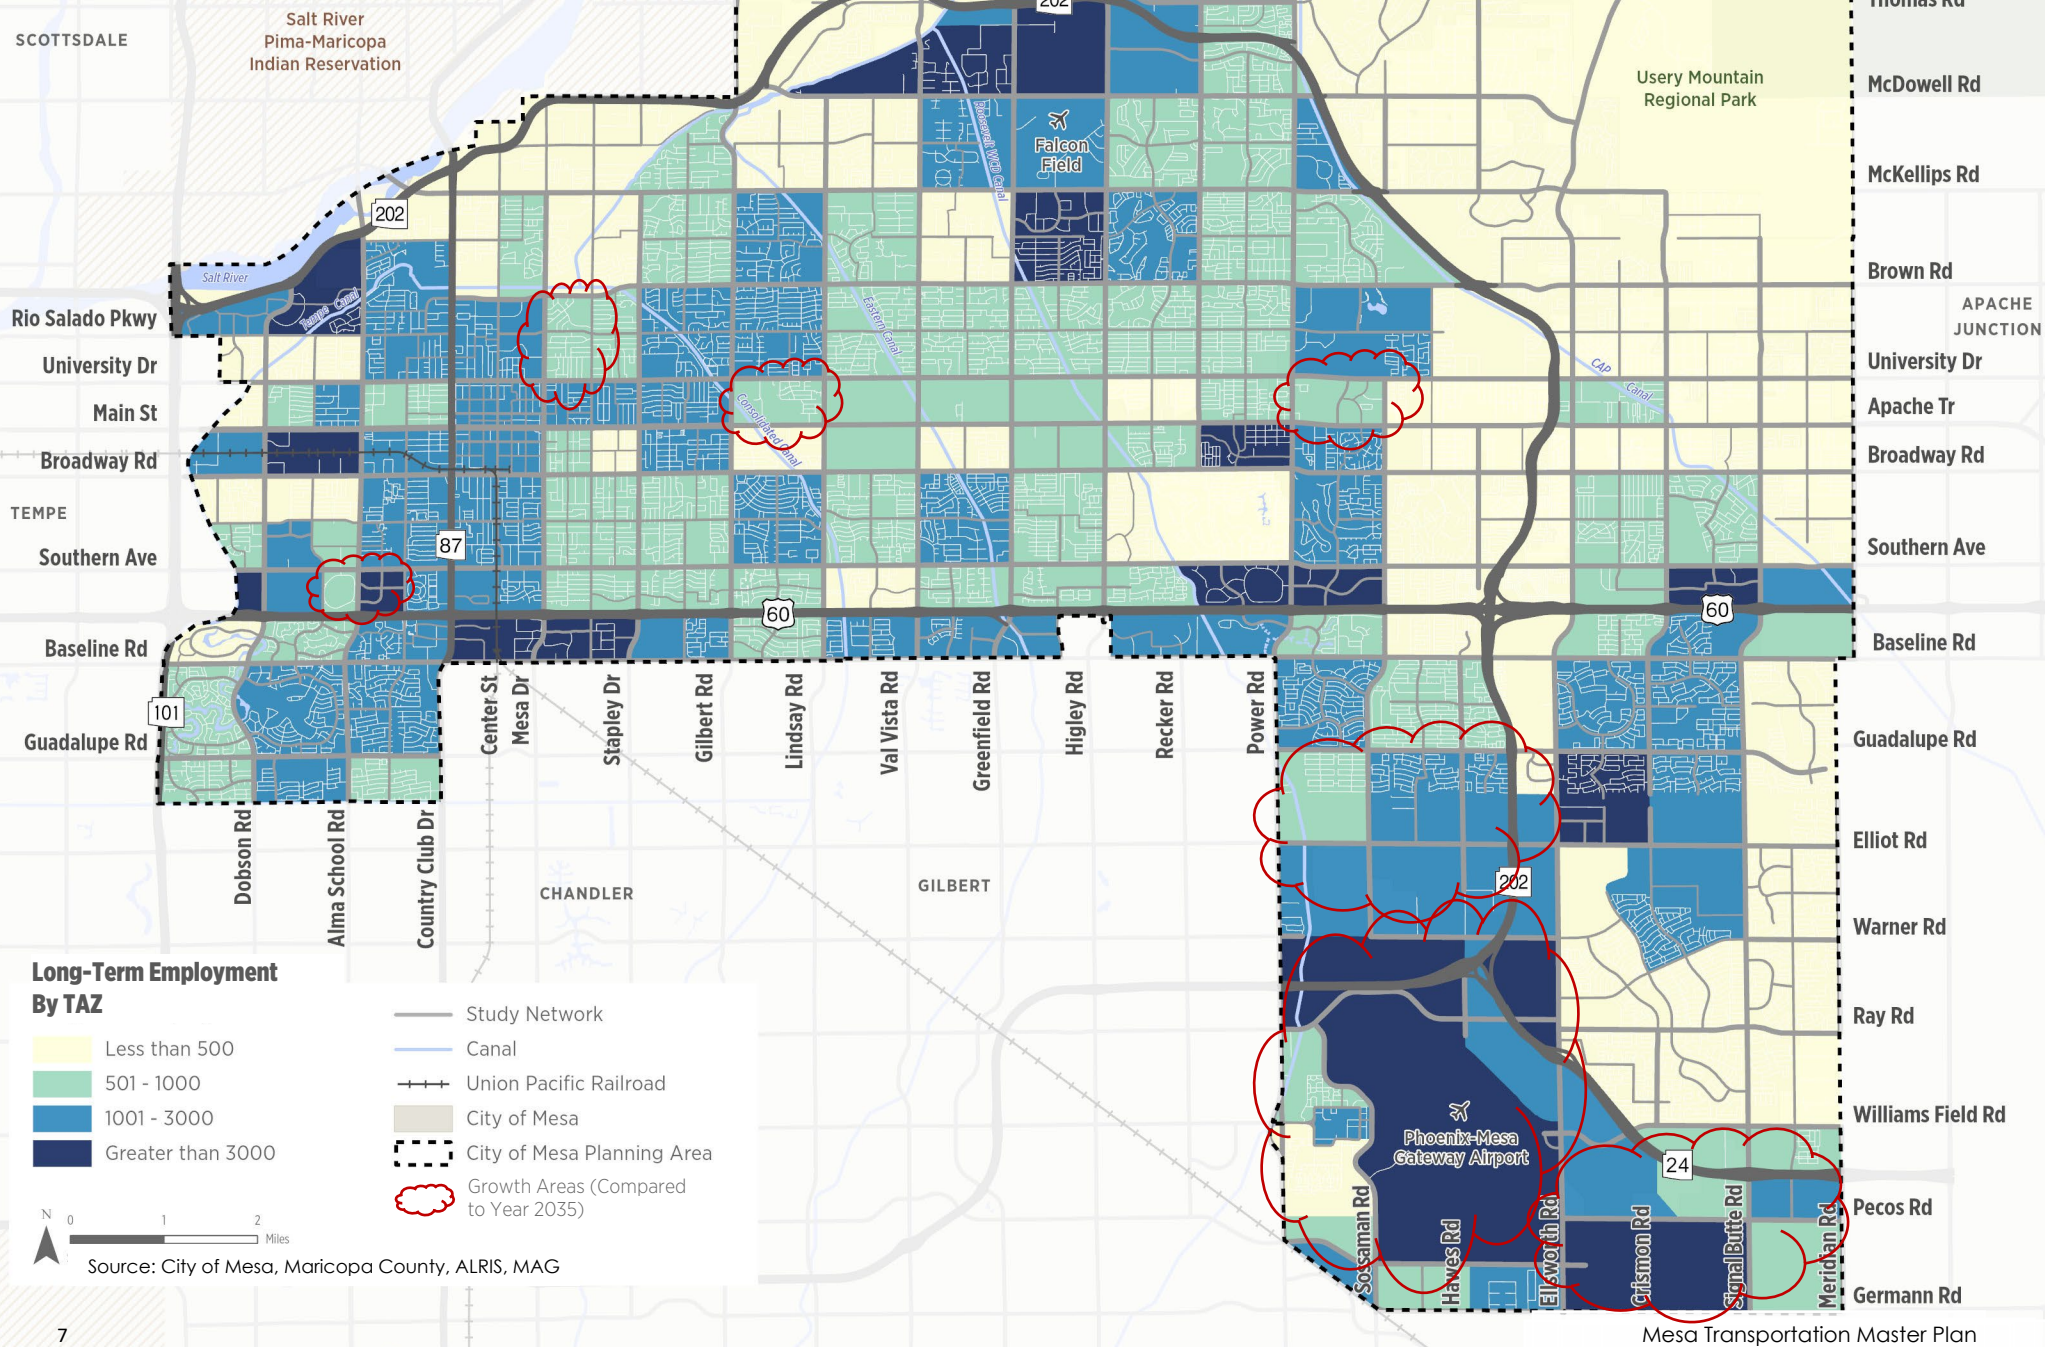 Thomas Rd
202
SCOTTSDALE
Salt River
Pima-Maricopa
Indian Reservation
Usery Mountain
Regional Park
McDowell Rd
Roosevelt WCD Canal
Falcon
Field
McKellips Rd
202
Salt River
Tempe Canal
Brown Rd
APACHE
JUNCTION
Rio Salado Pkwy
Eastern Canal
University Dr
University Dr
CAP
Canal
Main St
Consolidated Canal
Apache Tr
Broadway Rd
Broadway Rd
TEMPE
87
Southern Ave
Southern Ave
60
60
Baseline Rd
Baseline Rd
101
Guadalupe Rd
Guadalupe Rd
Center St
Mesa Dr
Stapley Dr
Gilbert Rd
Lindsay Rd
Val Vista Rd
Greenfield Rd
Higley Rd
Recker Rd
Power Rd
Dobson Rd
Alma School Rd
Country Club Dr
CHANDLER
GILBERT
Elliot Rd
202
Warner Rd
Ray Rd
Williams Field Rd
Phoenix-Mesa
Gateway Airport
24
Pecos Rd
Sossaman Rd
Hawes Rd
Ellsworth Rd
Crismon Rd
Signal Butte Rd
Meridian Rd
Germann Rd
Long-Term Employment
By TAZ
Less than 500
501 - 1000
1001 - 3000
Greater than 3000
Study Network
Canal
Union Pacific Railroad
City of Mesa
City of Mesa Planning Area
Growth Areas (Compared
to Year 2035)
N
0 1 2
Miles
Source: City of Mesa, Maricopa County, ALRIS, MAG
7
Mesa Transportation Master Plan